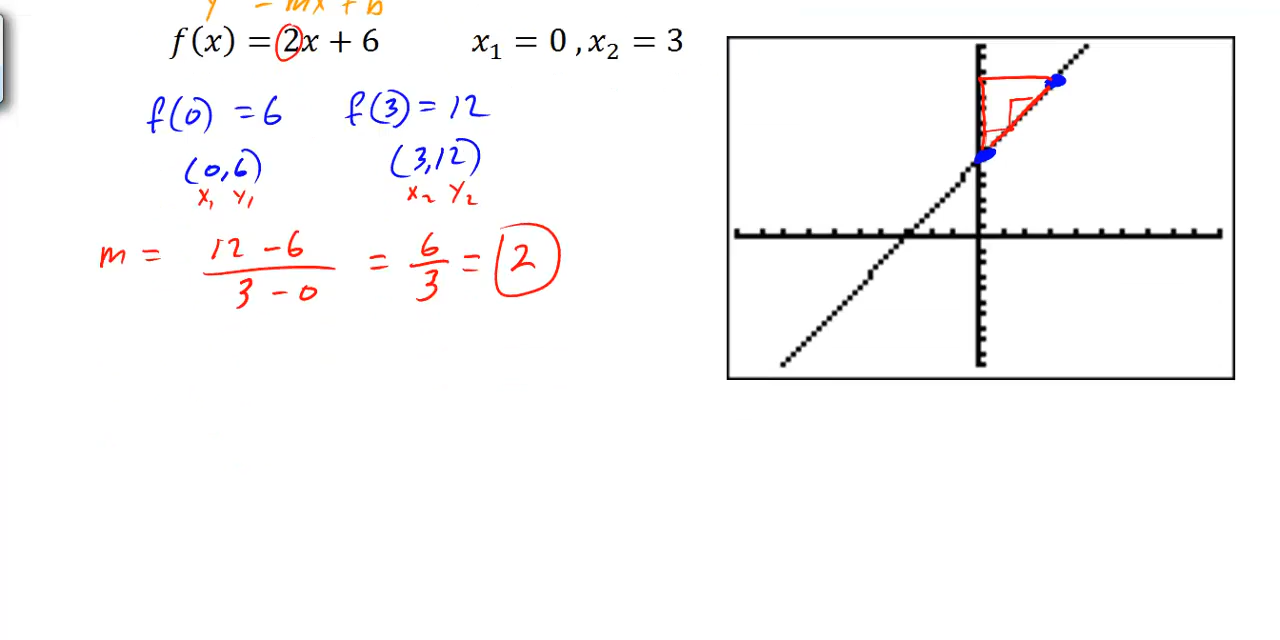 y = mx + b
f(x) = 2x + 6 x₁ = 0 , x₂ = 3
f(0) = 6 f(3) = 12
(0,6) (3,12)
x₁ y₁ x₂ y₂
m = 12 - 6 / 3 - 0 = 6/3 = 2